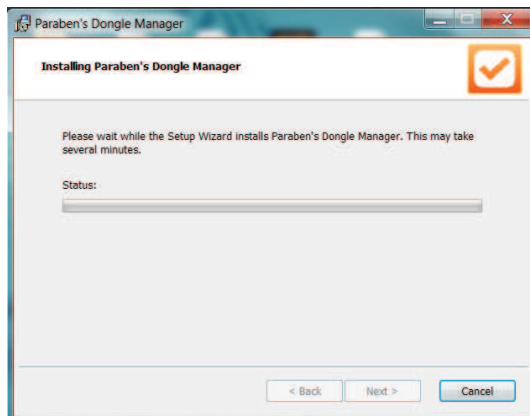 Paraben's Dongle Manager
Installing Paraben's Dongle Manager
Please wait while the Setup Wizard installs Paraben's Dongle Manager. This may take
several minutes.
Status:
< Back
Next >
Cancel